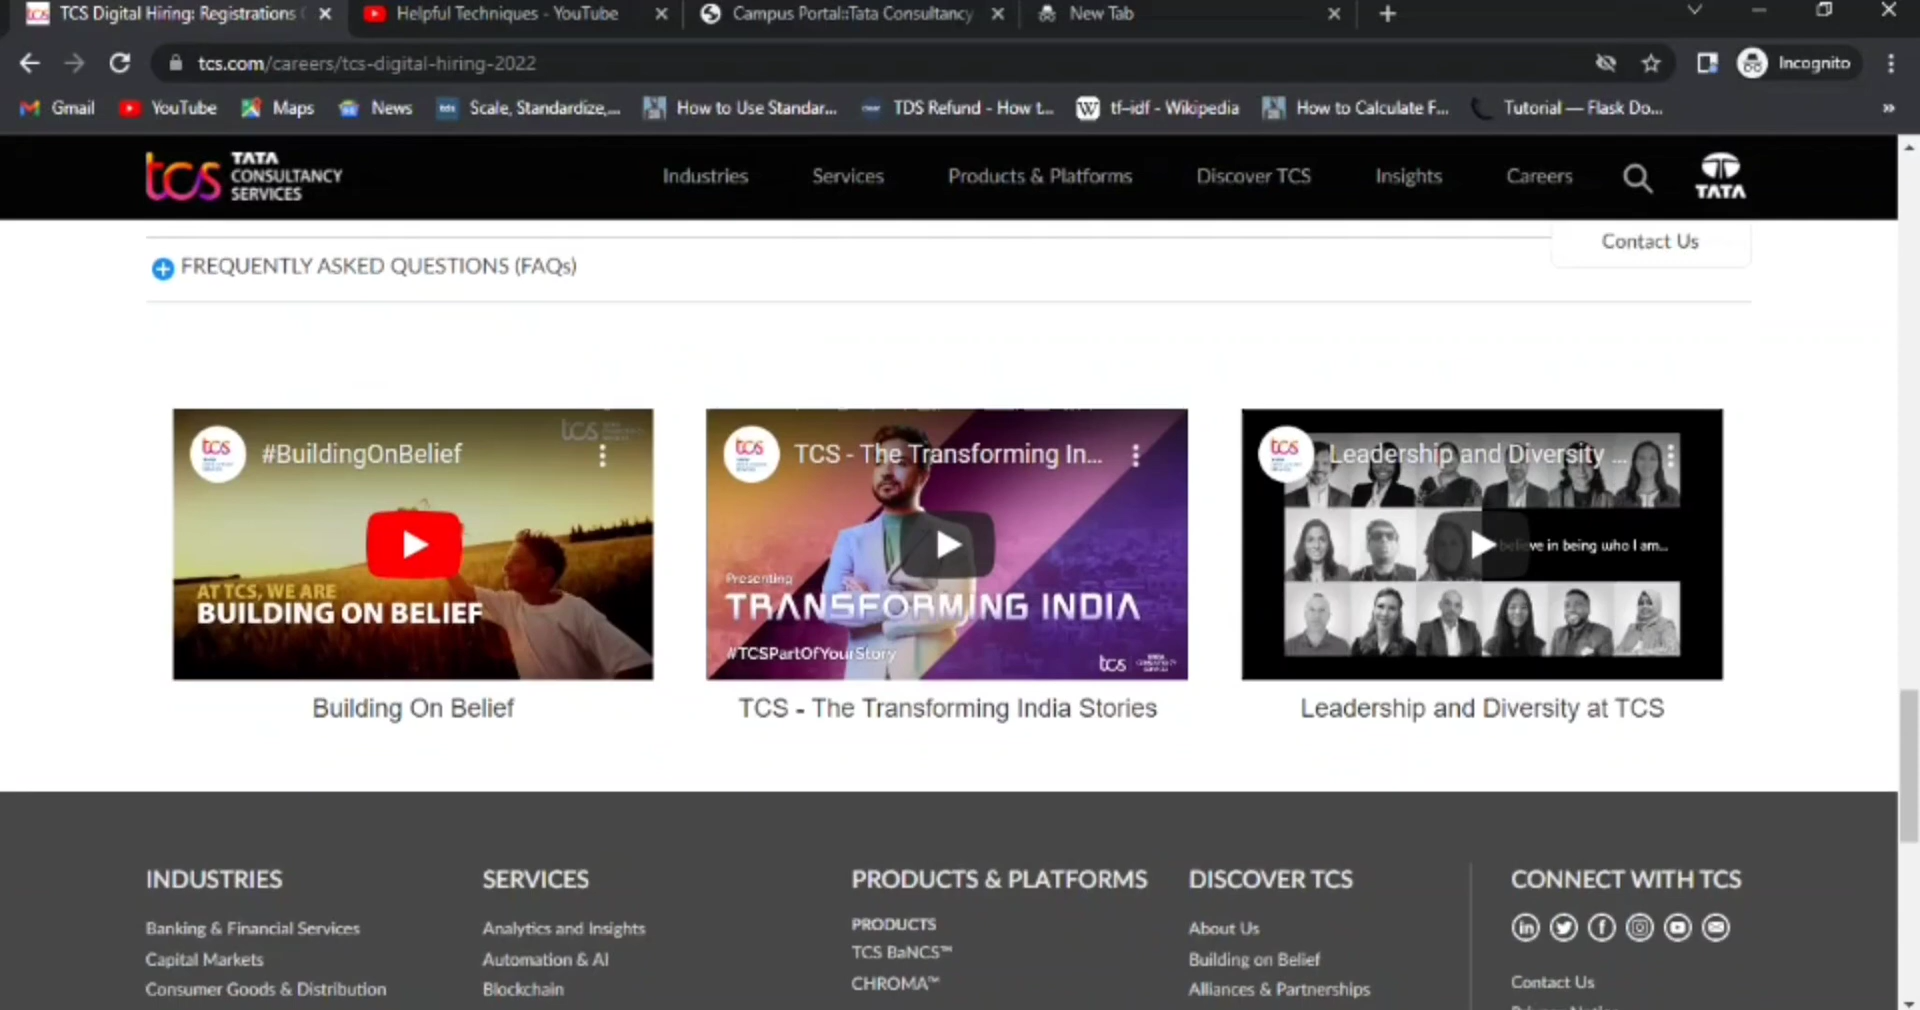 TCS Digital Hiring: Registrations
Helpful Techniques - YouTube
Campus Portal::Tata Consultancy
New Tab
tcs.com/careers/tcs-digital-hiring-2022
Incognito
Gmail
YouTube
Maps
News
Scale, Standardize,...
How to Use Standar...
TDS Refund - How t...
tf-idf - Wikipedia
How to Calculate F...
Tutorial — Flask Do...
tcs TATA
CONSULTANCY
SERVICES
Industries
Services
Products & Platforms
Discover TCS
Insights
Careers
TATA
Contact Us
FREQUENTLY ASKED QUESTIONS (FAQs)
tcs
tcs
#BuildingOnBelief
AT TCS, WE ARE
BUILDING ON BELIEF
Building On Belief
tcs
TCS - The Transforming In...
Presenting
TRANSFORMING INDIA
#TCSPartOfYourStory
tcs
TCS - The Transforming India Stories
tcs
Leadership and Diversity ...
believe in being who I am...
Leadership and Diversity at TCS
INDUSTRIES
Banking & Financial Services
Capital Markets
Consumer Goods & Distribution
SERVICES
Analytics and Insights
Automation & AI
Blockchain
PRODUCTS & PLATFORMS
PRODUCTS
TCS BaNCS™
CHROMA™
DISCOVER TCS
About Us
Building on Belief
Alliances & Partnerships
CONNECT WITH TCS
Contact Us